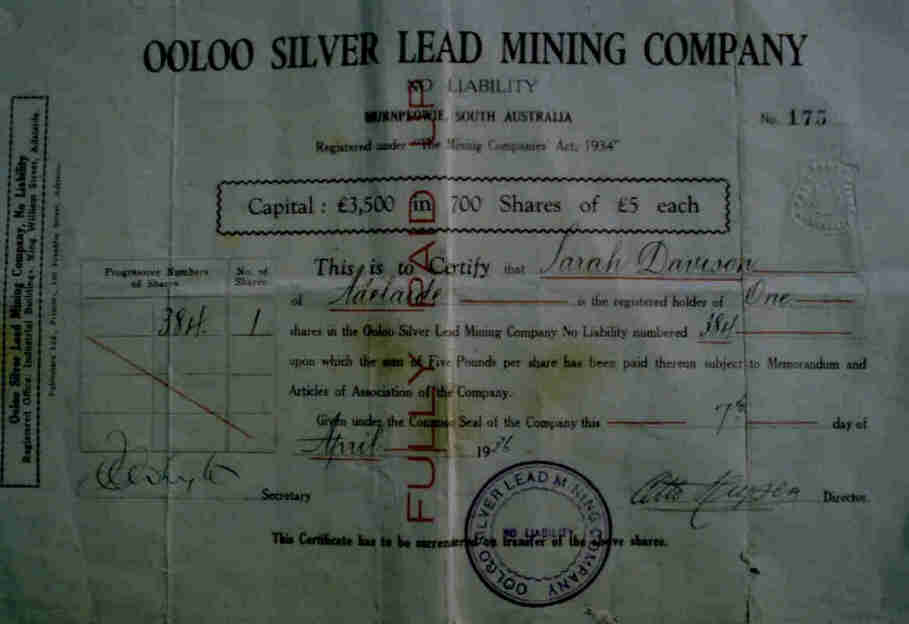 OOLOO SILVER LEAD MINING COMPANY
NO LIABILITY
HURNPLOWIE, SOUTH AUSTRALIA
No. 175
Registered under "The Mining Companies' Act, 1934"
Capital: £3,500 in 700 Shares of £5 each
FULLY PAID UP
Ooloo Silver Lead Mining Company, No Liability
Registered Office: Industrial Buildings, King William Street, Adelaide.
Progressive Numbers of Shares
No. of Shares
384 1
This is to Certify that Sarah Davison
of Adelaide is the registered holder of One
shares in the Ooloo Silver Lead Mining Company No Liability numbered 384
upon which the sum of Five Pounds per share has been paid thereon subject to Memorandum and
Articles of Association of the Company.
Given under the Common Seal of the Company this 7th day of
April 1936
Secretary
Director.
OOLOO SILVER LEAD MINING COMPANY
NO LIABILITY
This Certificate has to be surrendered on transfer of the above shares.